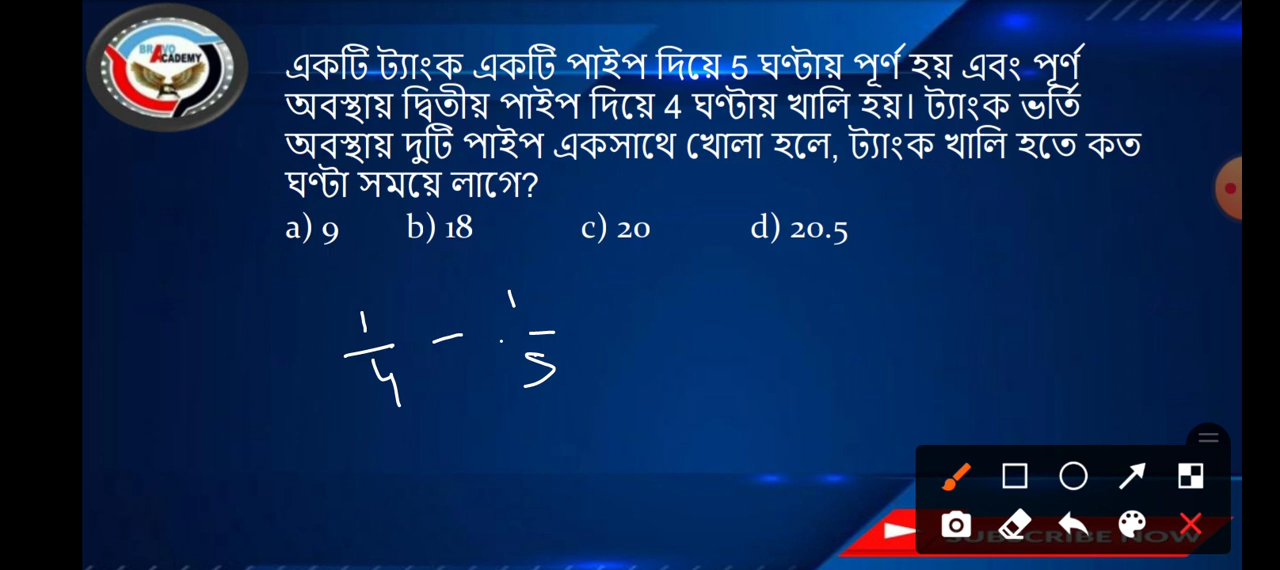 BRAVO
ACADEMY
একটি ট্যাংক একটি পাইপ দিয়ে 5 ঘণ্টায় পূর্ণ হয় এবং পূর্ণ
অবস্থায় দ্বিতীয় পাইপ দিয়ে 4 ঘণ্টায় খালি হয়। ট্যাংক ভর্তি
অবস্থায় দুটি পাইপ একসাথে খোলা হলে, ট্যাংক খালি হতে কত
ঘণ্টা সময়ে লাগে?
a) 9 b) 18 c) 20 d) 20.5
1/4 - 1/5
SUBSCRIBE NOW